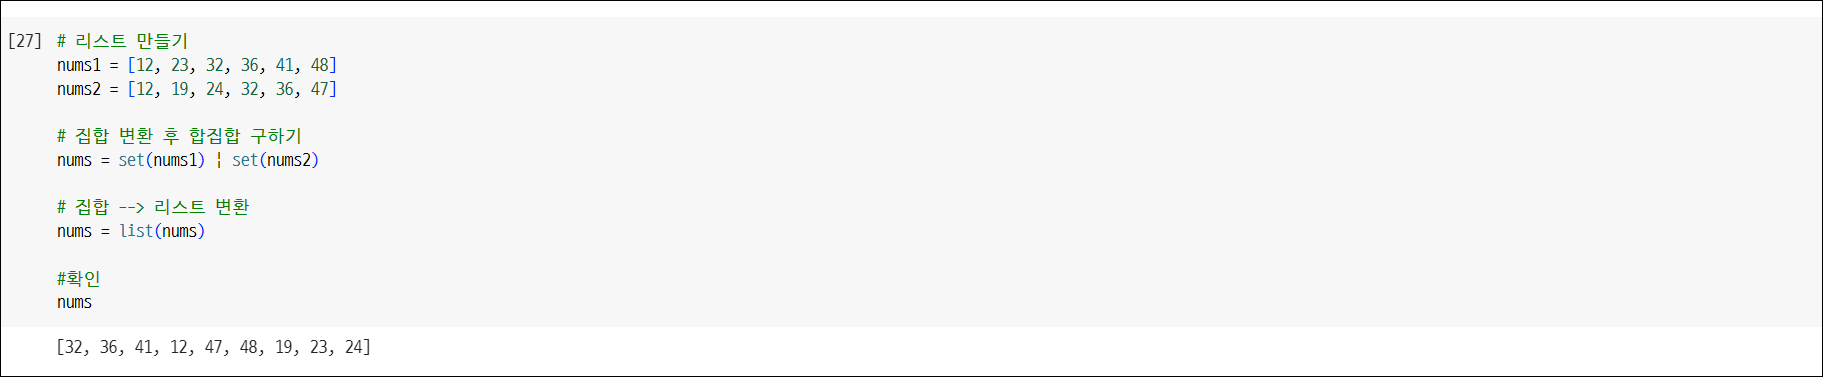 [27] # 리스트 만들기
nums1 = [12, 23, 32, 36, 41, 48]
nums2 = [12, 19, 24, 32, 36, 47]
# 집합 변환 후 합집합 구하기
nums = set(nums1) | set(nums2)
# 집합 --> 리스트 변환
nums = list(nums)
#확인
nums
[32, 36, 41, 12, 47, 48, 19, 23, 24]